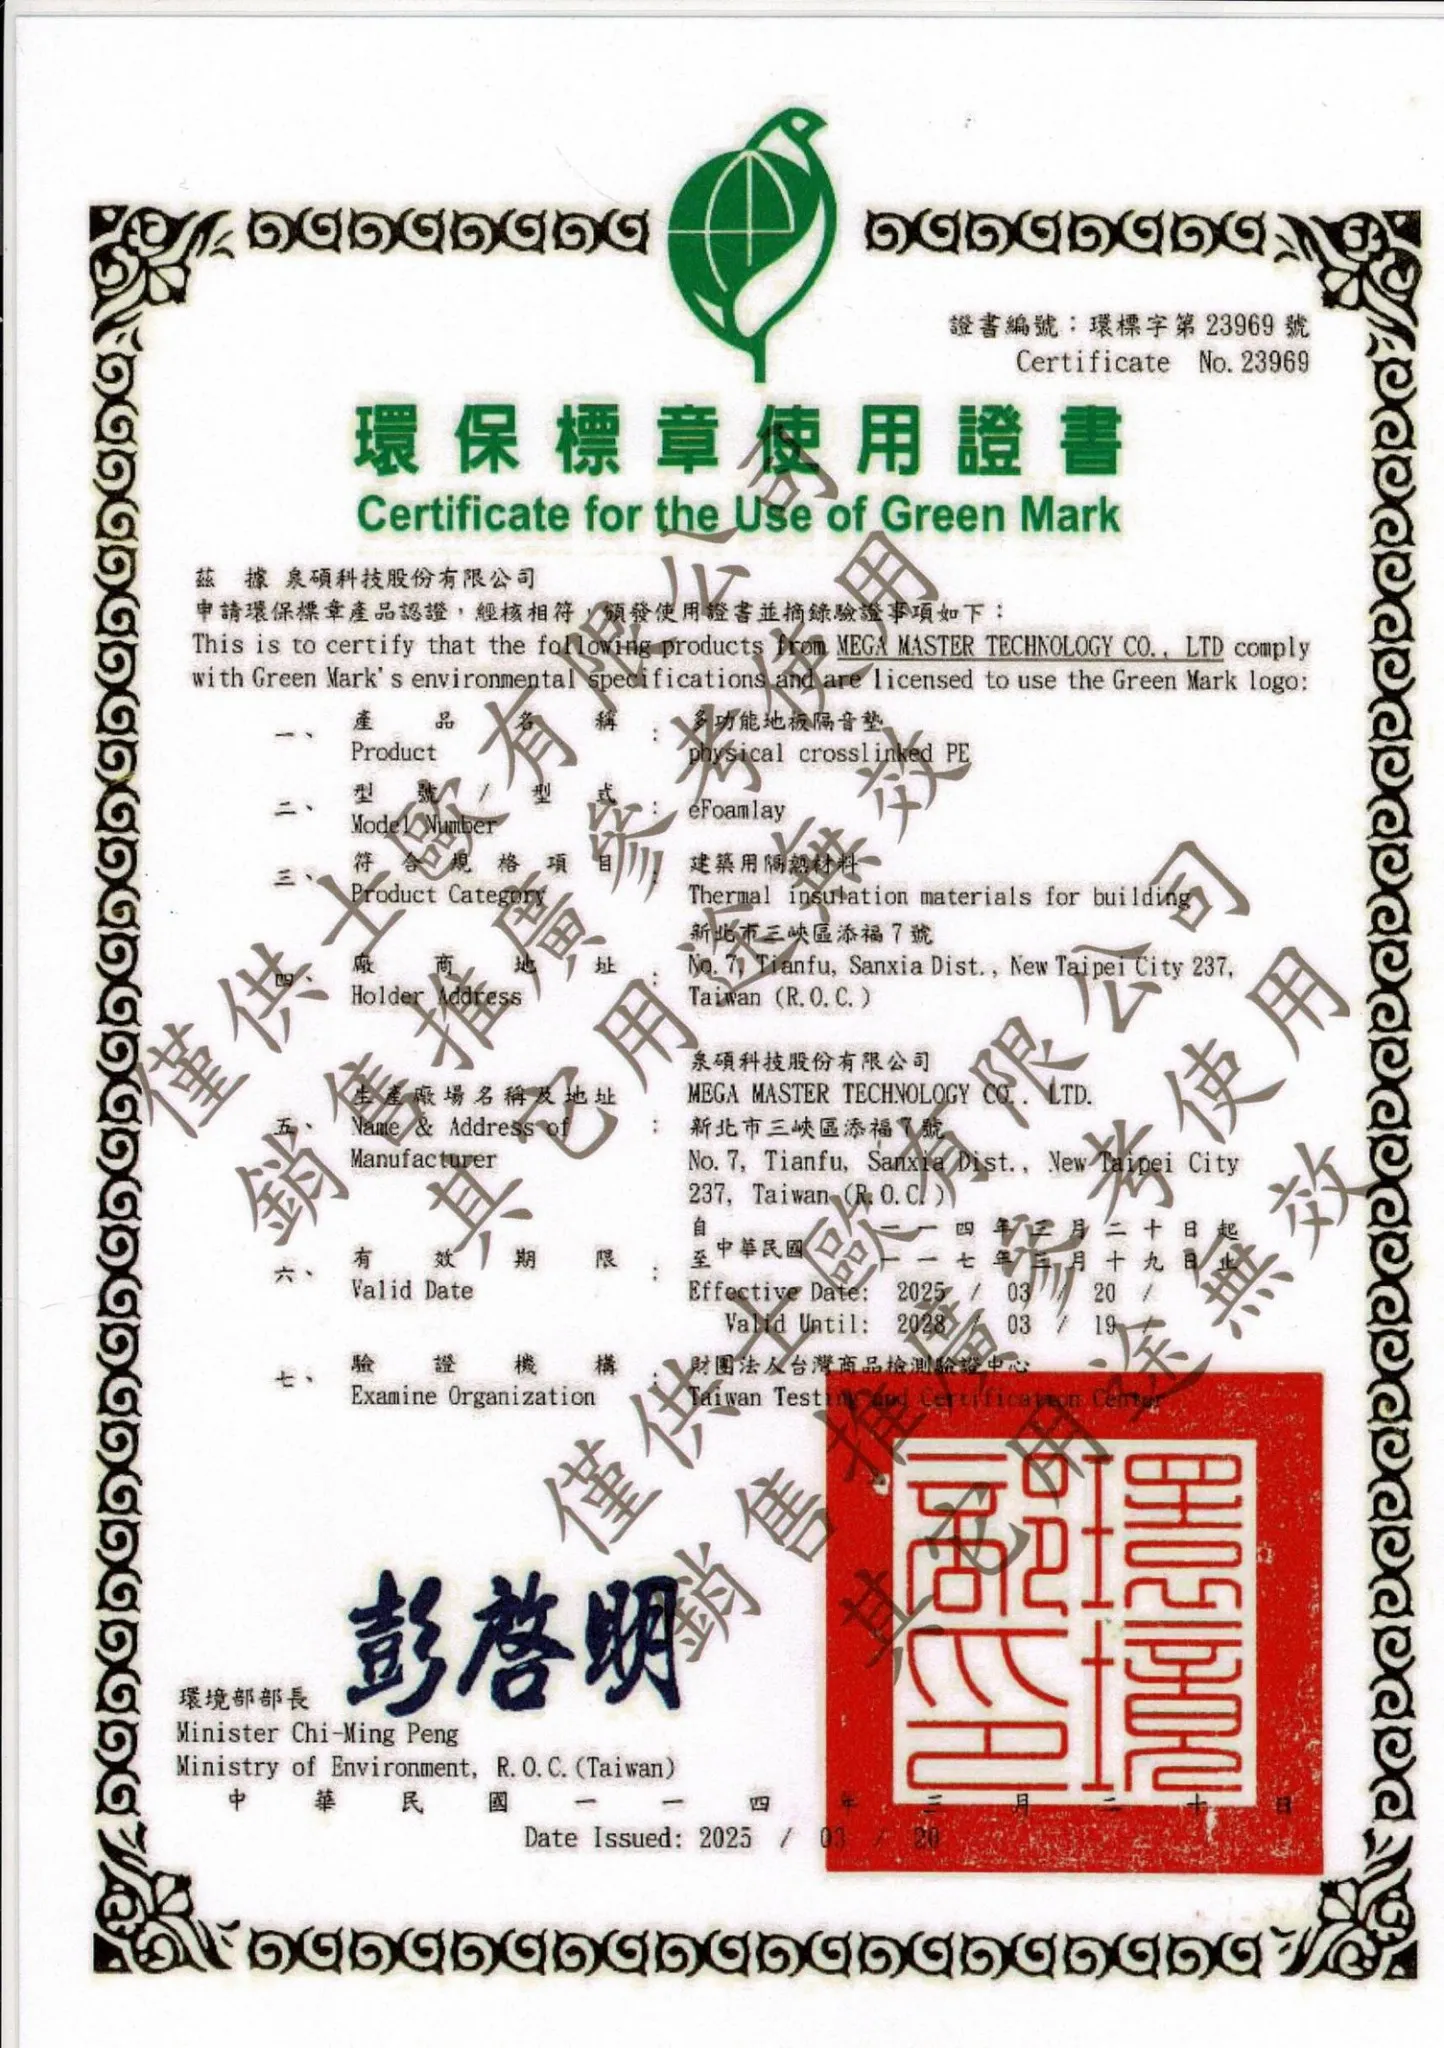 證書編號：環標字第 23969 號
Certificate No. 23969
環保標章使用證書
Certificate for the Use of Green Mark
茲 據 泉碩科技股份有限公司
申請環保標章產品認證，經核相符，頒發使用證書並摘錄驗證事項如下：
This is to certify that the following products from MEGA MASTER TECHNOLOGY CO., LTD comply
with Green Mark's environmental specifications and are licensed to use the Green Mark logo:
一、 產品名稱 : 多功能地板隔音墊
Product physical crosslinked PE
二、 型號/型式 : eFoamlay
Model Number
三、 符合規格項目 : 建築用隔熱材料
Product Category Thermal insulation materials for building
四、 廠商地址 : 新北市三峽區添福 7 號
Holder Address No. 7, Tianfu, Sanxia Dist., New Taipei City 237,
Taiwan (R.O.C.)
泉碩科技股份有限公司
生產廠場名稱及地址 MEGA MASTER TECHNOLOGY CO., LTD.
五、 Name & Address of : 新北市三峽區添福 7 號
Manufacturer No. 7, Tianfu, Sanxia Dist., New Taipei City
237, Taiwan (R.O.C.)
六、 有效期限 : 自中華民國一一四年三月二十日起
至中華民國一一七年三月十九日止
Valid Date Effective Date: 2025 / 03 / 20 /
Valid Until: 2028 / 03 / 19 /
七、 驗證機構 : 財團法人台灣商品檢測驗證中心
Examine Organization Taiwan Testing and Certification Center
彭啓明
環境部部長
Minister Chi-Ming Peng
Ministry of Environment, R.O.C.(Taiwan)
中華民國一一四年三月二十日
Date Issued: 2025 / 03 / 20
環境部印
僅供士歐有限公司
銷售推廣參考使用
其它用途無效
僅供士歐有限公司
銷售推廣參考使用
其它用途無效